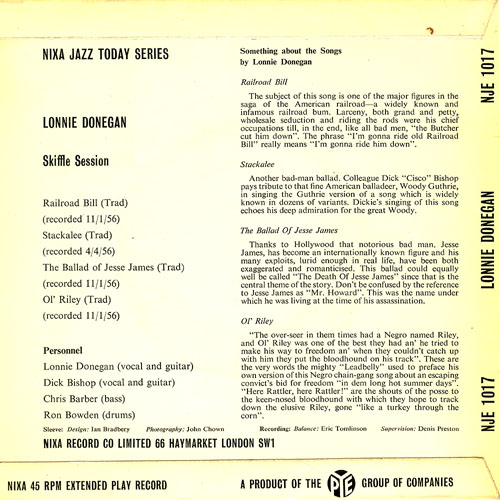 NIXA JAZZ TODAY SERIES
LONNIE DONEGAN
Skiffle Session
Railroad Bill (Trad)
(recorded 11/1/56)
Stackalee (Trad)
(recorded 4/4/56)
The Ballad of Jesse James (Trad)
(recorded 11/1/56)
Ol' Riley (Trad)
(recorded 11/1/56)
Personnel
Lonnie Donegan (vocal and guitar)
Dick Bishop (vocal and guitar)
Chris Barber (bass)
Ron Bowden (drums)
Something about the Songs
by Lonnie Donegan
Railroad Bill
The subject of this song is one of the major figures in the
saga of the American railroad—a widely known and
infamous railroad bum. Larceny, both grand and petty,
wholesale seduction and riding the rods were his chief
occupations till, in the end, like all bad men, "the Butcher
cut him down". The phrase "I'm gonna ride old Railroad
Bill" really means "I'm gonna ride him down".
Stackalee
Another bad-man ballad. Colleague Dick "Cisco" Bishop
pays tribute to that fine American balladeer, Woody Guthrie,
in singing the Guthrie version of a song which is widely
known in dozens of variants. Dickie's singing of this song
echoes his deep admiration for the great Woody.
The Ballad Of Jesse James
Thanks to Hollywood that notorious bad man, Jesse
James, has become an internationally known figure and his
many exploits, lurid enough in real life, have been both
exaggerated and romanticised. This ballad could equally
well be called "The Death Of Jesse James" since that is the
central theme of the story. Don't be confused by the reference
to Jesse James as "Mr. Howard". This was the name under
which he was living at the time of his assassination.
Ol' Riley
"The over-seer in them times had a Negro named Riley,
and Ol' Riley was one of the best they had an' he tried to
make his way to freedom an' when they couldn't catch up
with him they put the bloodhound on his track". These are
the very words the mighty "Leadbelly" used to preface his
own version of this Negro chain-gang song about an escaping
convict's bid for freedom "in dem long hot summer days".
"Here Rattler, here Rattler!" are the shouts of the posse to
the keen-nosed bloodhound with which they hope to track
down the elusive Riley, gone "like a turkey through the
corn".
Sleeve: Design: Ian Bradbery Photography: John Chown Recording: Balance: Eric Tomlinson Supervision: Denis Preston
NIXA RECORD CO LIMITED 66 HAYMARKET LONDON SW1
NIXA 45 RPM EXTENDED PLAY RECORD
A PRODUCT OF THE PYE GROUP OF COMPANIES
NJE 1017
LONNIE DONEGAN
NJE 1017